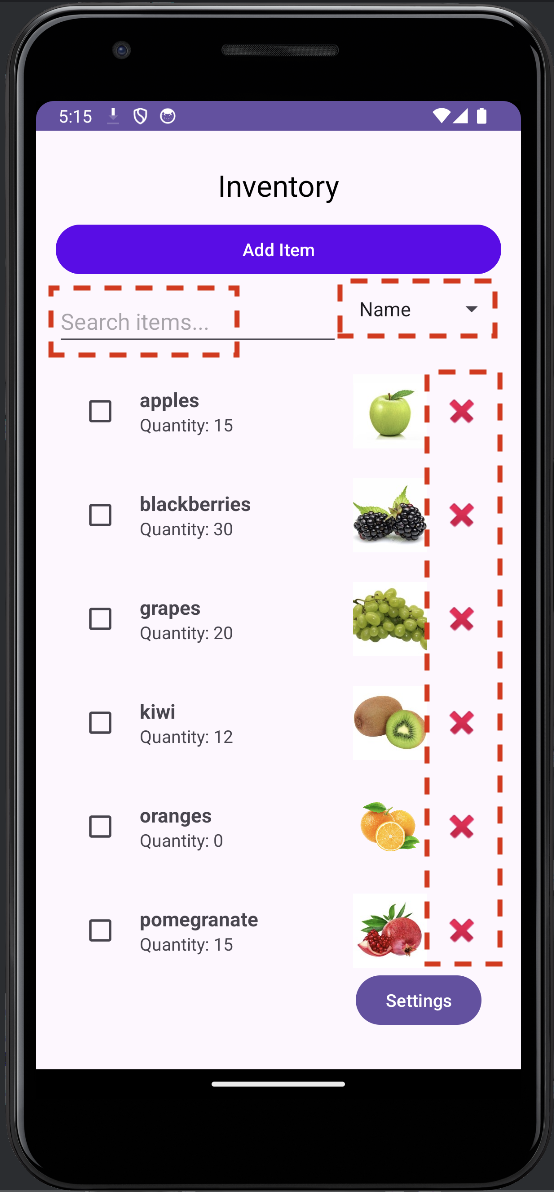 5:15
Inventory
Add Item
Search items...
Name
apples
Quantity: 15
blackberries
Quantity: 30
grapes
Quantity: 20
kiwi
Quantity: 12
oranges
Quantity: 0
pomegranate
Quantity: 15
Settings